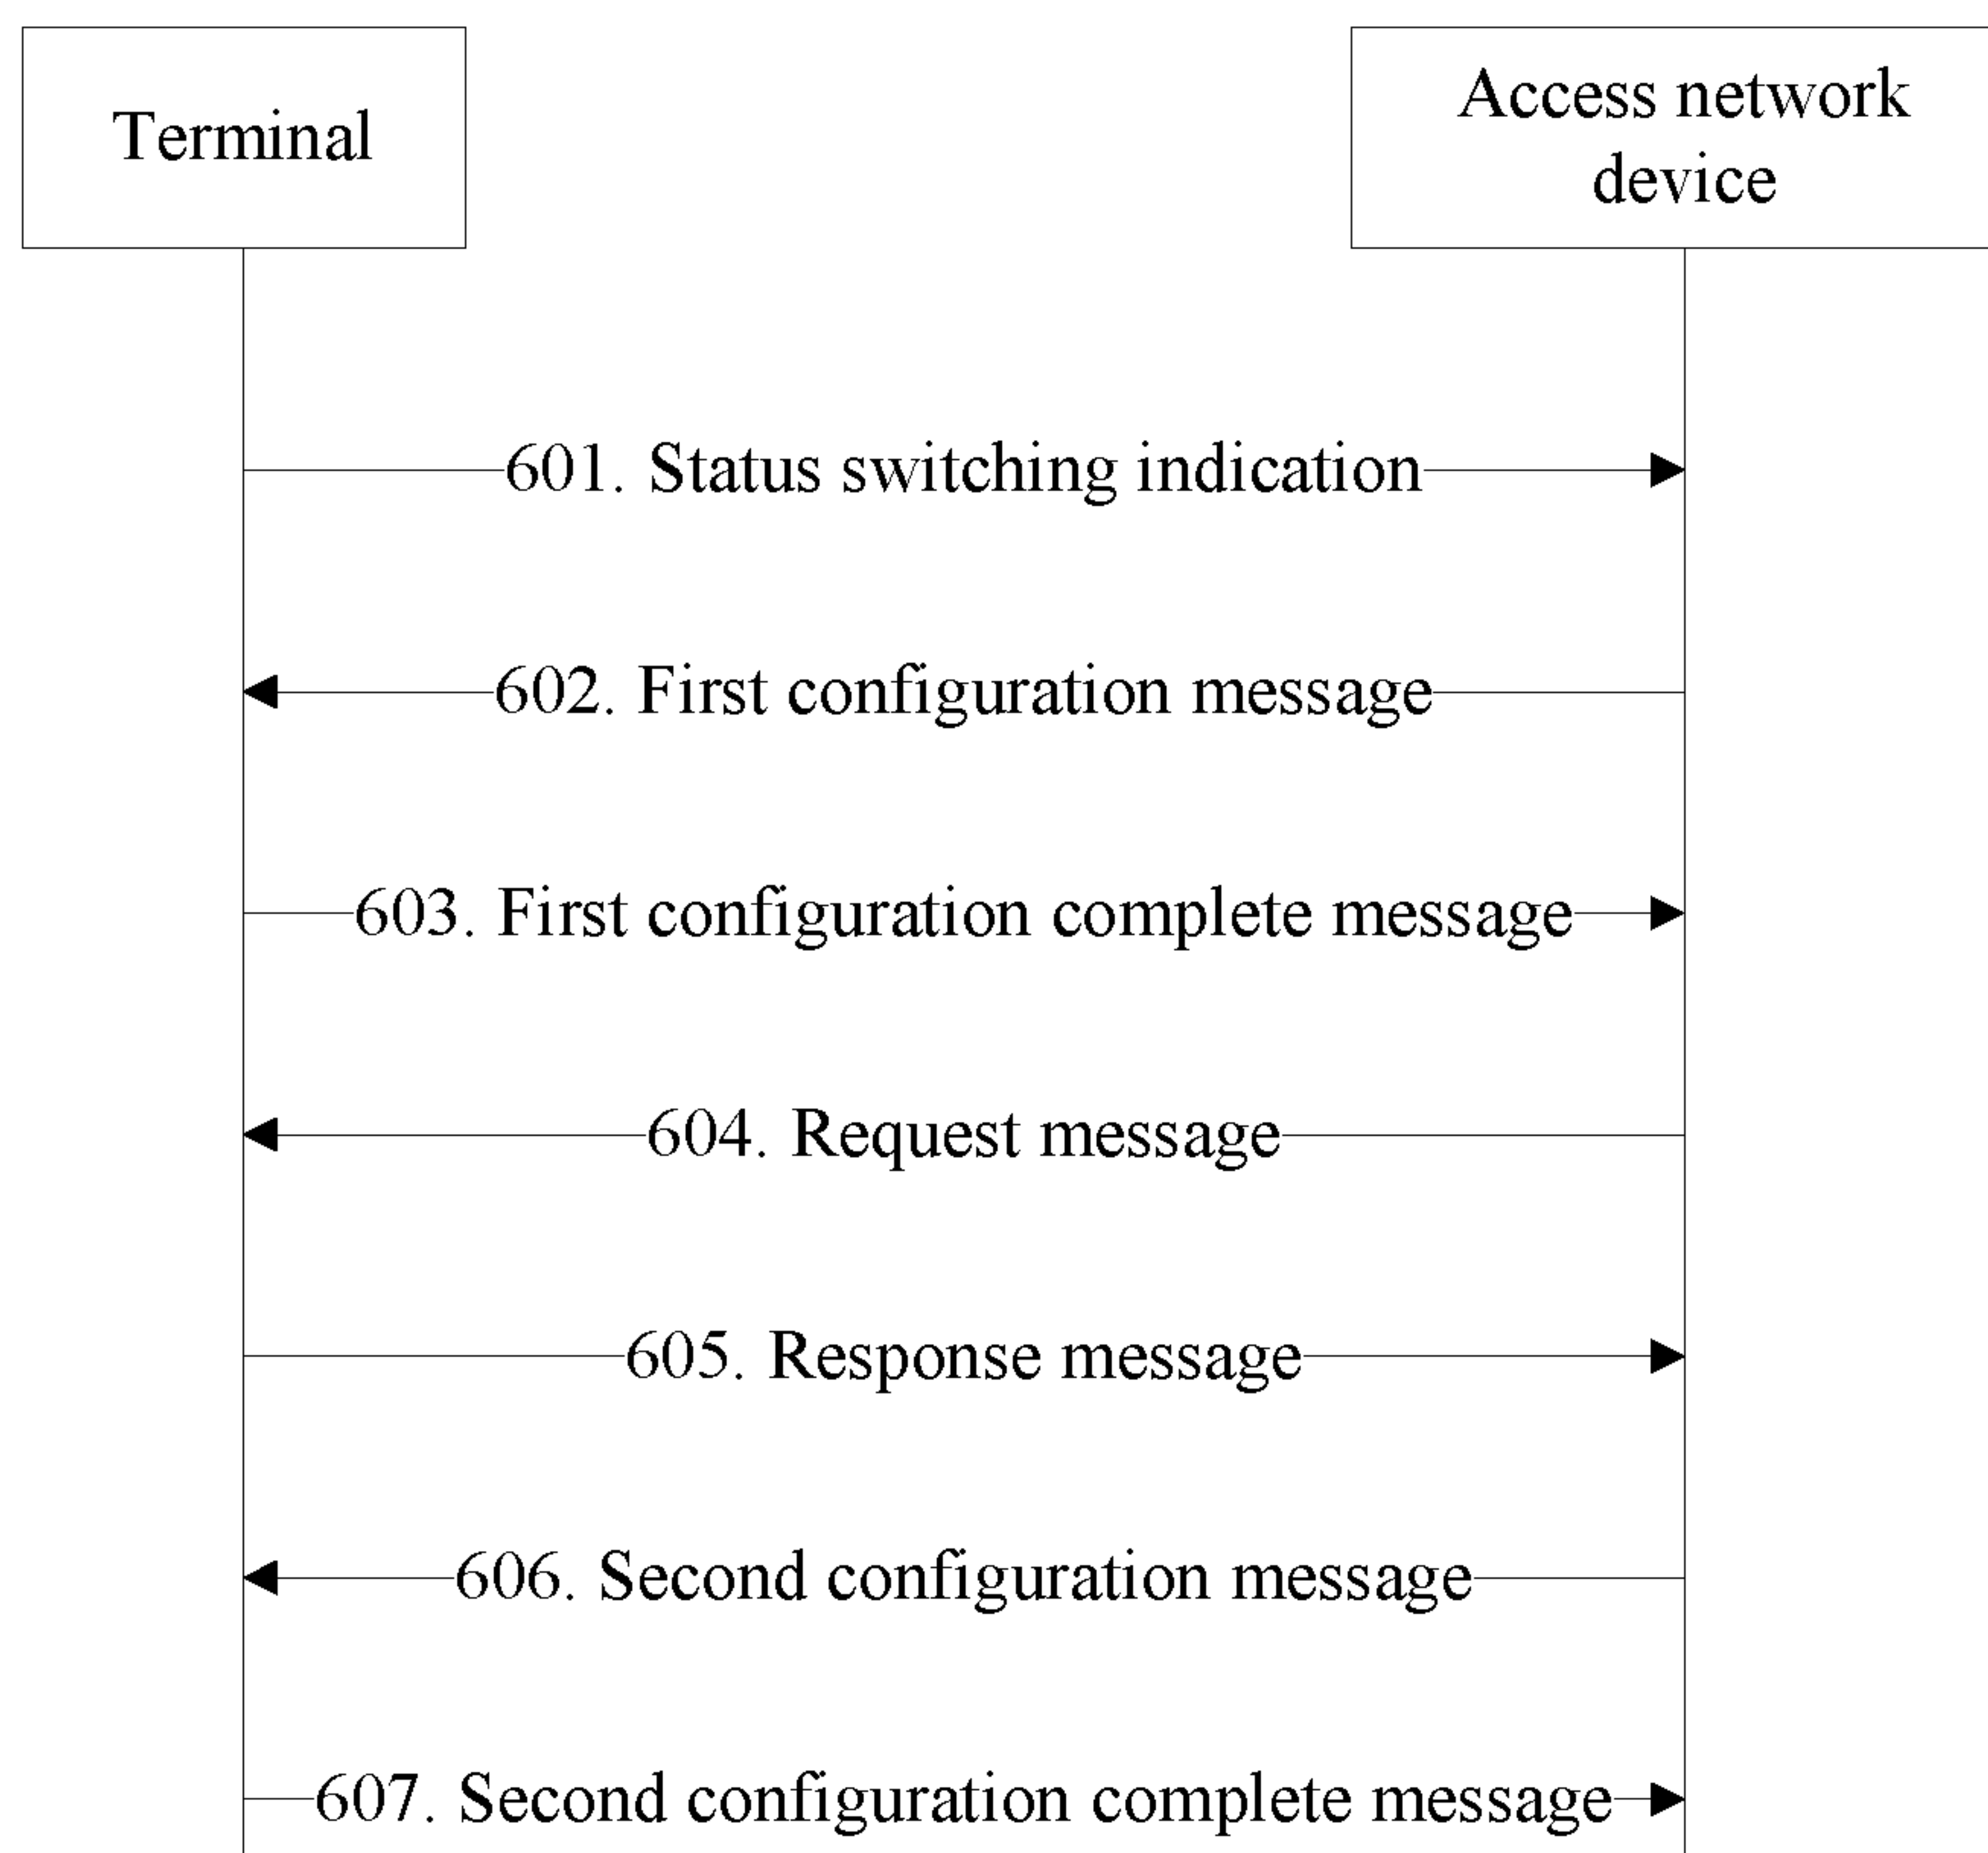 Terminal
Access network
device
601. Status switching indication
602. First configuration message
603. First configuration complete message
604. Request message
605. Response message
606. Second configuration message
607. Second configuration complete message